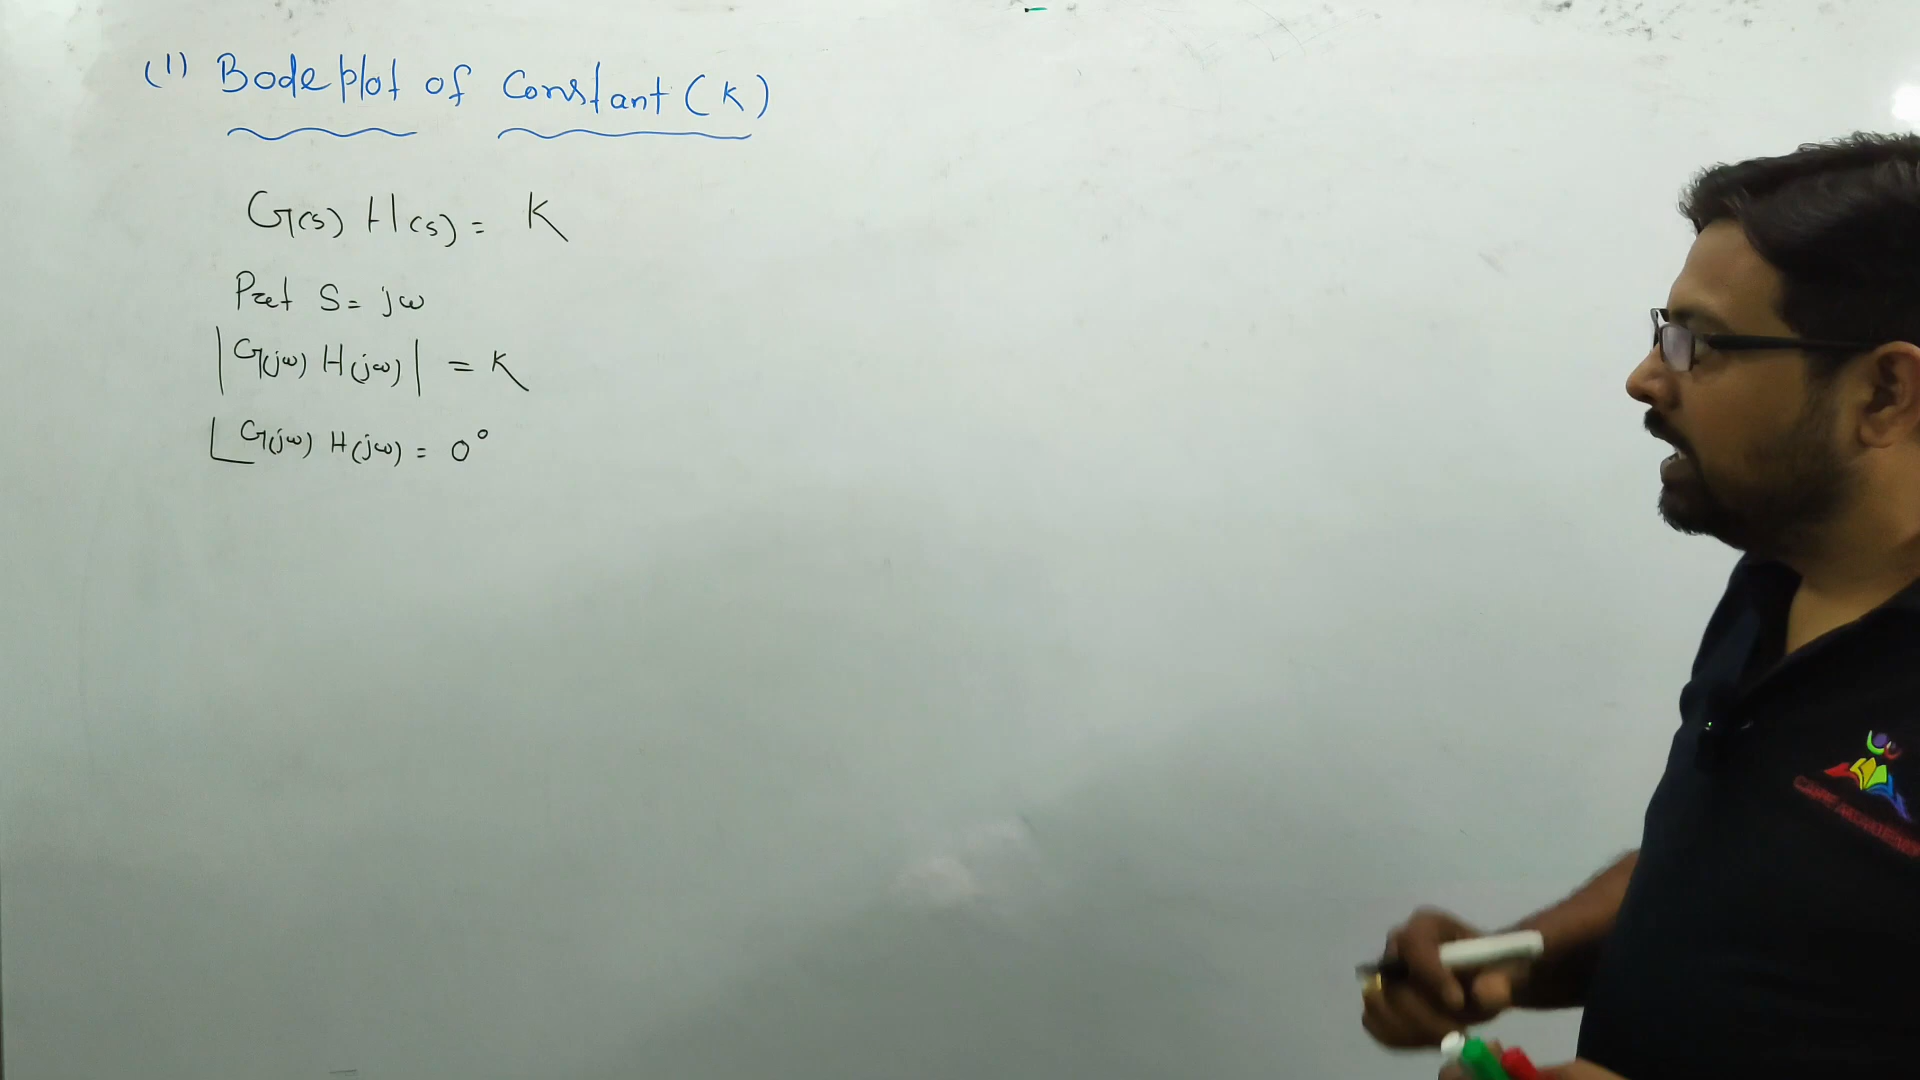 (1) Bode plot of Constant (K)
G(s) H(s) = K
Put S = jω
|G(jω) H(jω)| = K
∠G(jω) H(jω) = 0°